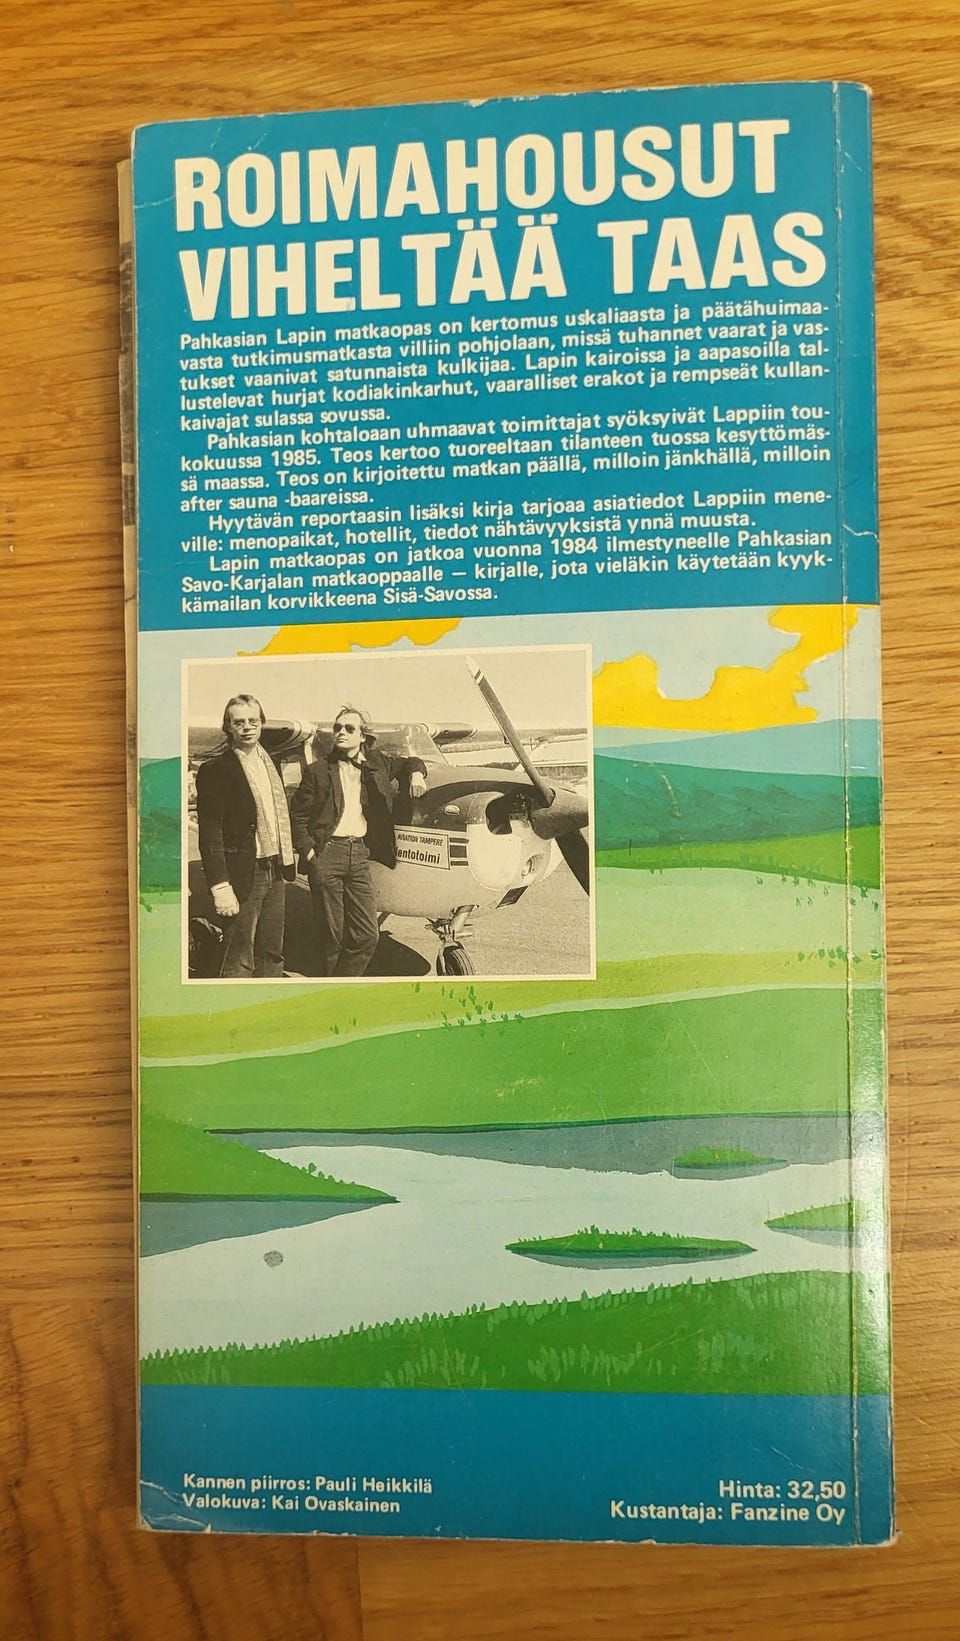 ROIMAHOUSUT
VIHELTÄÄ TAAS
Pahkasian Lapin matkaopas on kertomus uskaliaasta ja päätähuimaa-
vasta tutkimusmatkasta villiin pohjolaan, missä tuhannet vaarat ja vas-
tukset vaanivat satunnaista kulkijaa. Lapin kairoissa ja aapasoilla tal-
lustelevat hurjat kodiakinkarhut, vaaralliset erakot ja rempseät kullan-
kaivajat sulassa sovussa.
Pahkasian kohtaloaan uhmaavat toimittajat syöksyivät Lappiin tou-
kokuussa 1985. Teos kertoo tuoreeltaan tilanteen tuossa kesyttömäs-
sä maassa. Teos on kirjoitettu matkan päällä, milloin jänkhällä, milloin
after sauna -baareissa.
Hyytävän reportaasin lisäksi kirja tarjoaa asiatiedot Lappiin mene-
ville: menopaikat, hotellit, tiedot nähtävyyksistä ynnä muusta.
Lapin matkaopas on jatkoa vuonna 1984 ilmestyneelle Pahkasian
Savo-Karjalan matkaoppaalle — kirjalle, jota vieläkin käytetään kyyk-
kämailan korvikkeena Sisä-Savossa.
AVIATION TAMPERE
lentotoimi
Kannen piirros: Pauli Heikkilä
Valokuva: Kai Ovaskainen
Hinta: 32,50
Kustantaja: Fanzine Oy